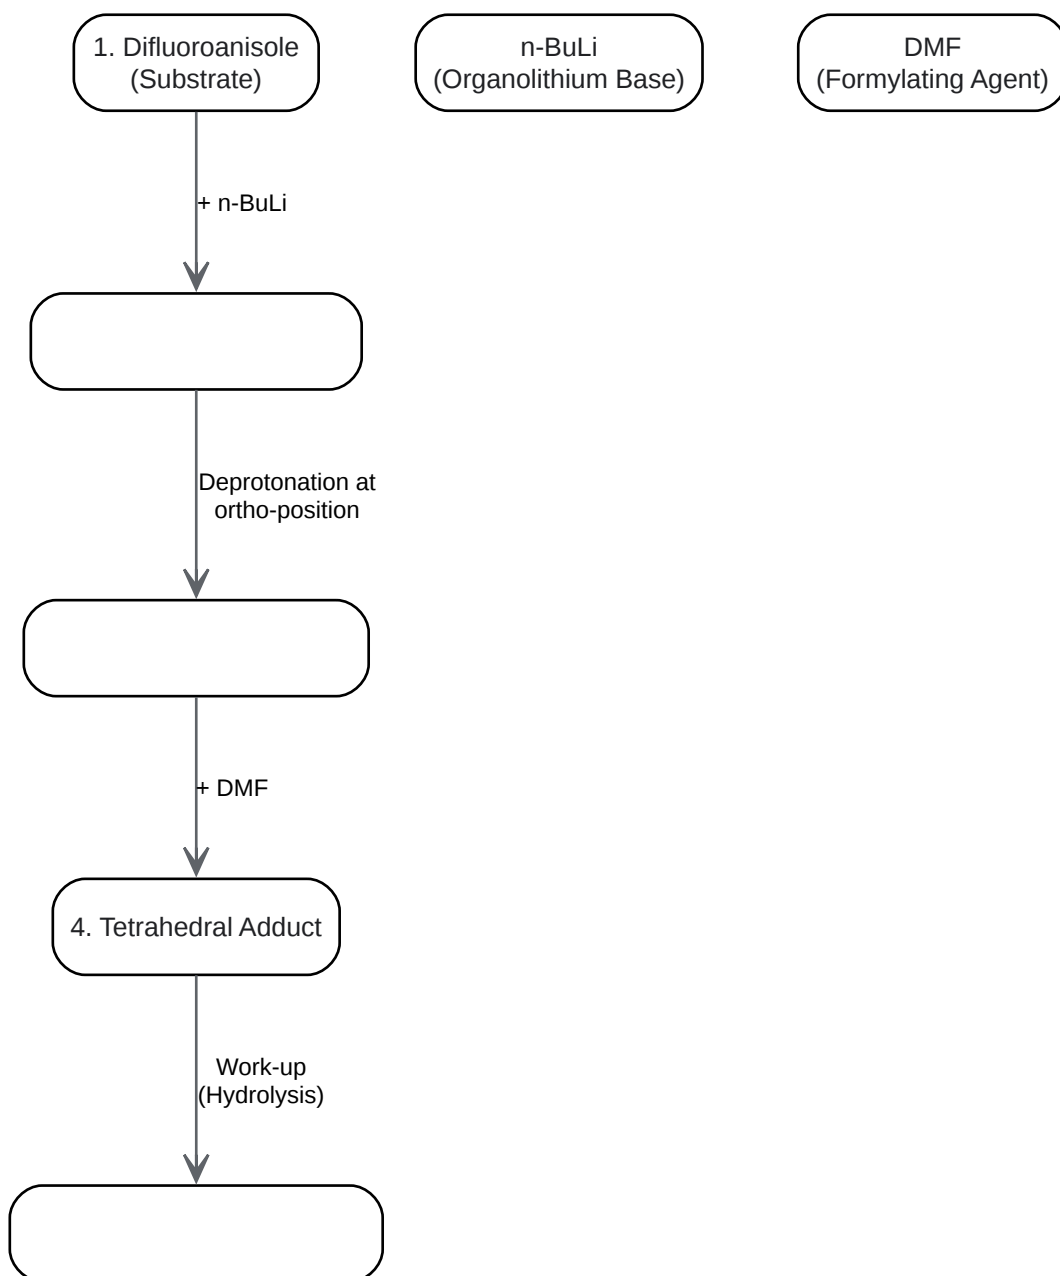 1. Difluoroanisole
(Substrate)
n-BuLi
(Organolithium Base)
DMF
(Formylating Agent)
+ n-BuLi
Deprotonation at
ortho-position
+ DMF
4. Tetrahedral Adduct
Work-up
(Hydrolysis)